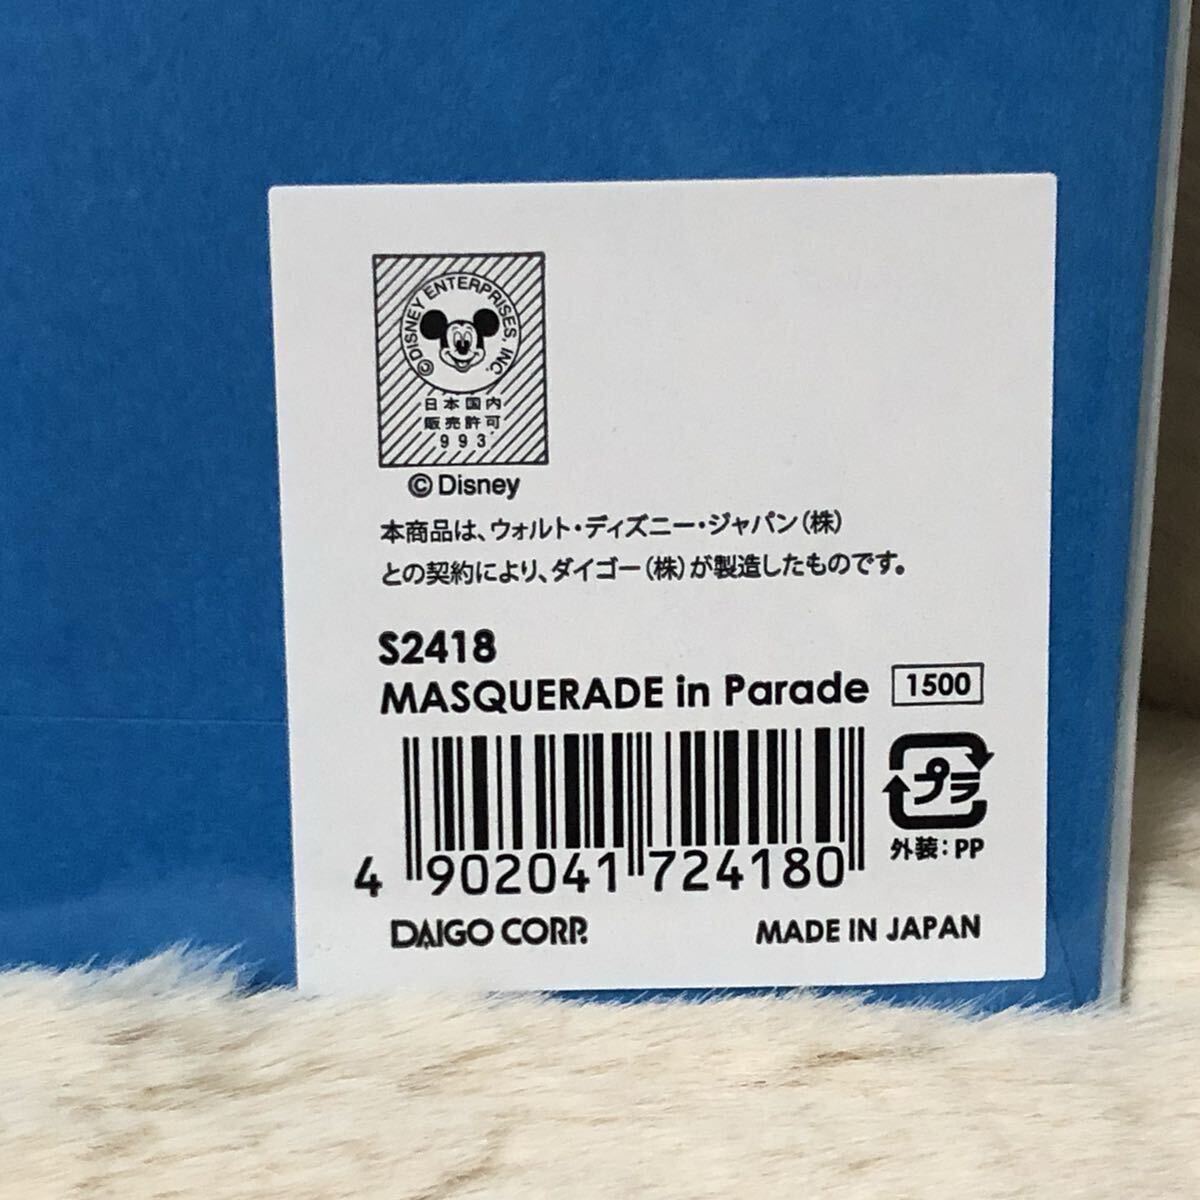 ©DISNEY ENTERPRISES, INC.
日本国内
販売許可
993
© Disney
本商品は、ウォルト・ディズニー・ジャパン(株)
との契約により、ダイゴー(株)が製造したものです。
S2418
MASQUERADE in Parade 1500
プラ
外装:PP
4 902041 724180
DAIGO CORP. MADE IN JAPAN